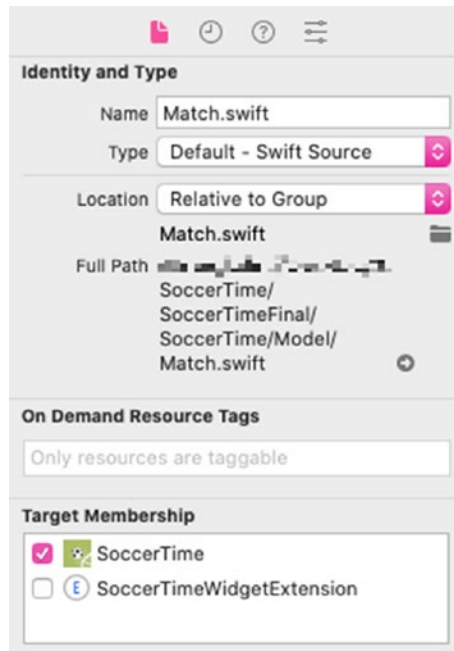 Identity and Type
Name Match.swift
Type Default - Swift Source
Location Relative to Group
Match.swift
Full Path
SoccerTime/
SoccerTimeFinal/
SoccerTime/Model/
Match.swift
On Demand Resource Tags
Only resources are taggable
Target Membership
SoccerTime
E SoccerTimeWidgetExtension